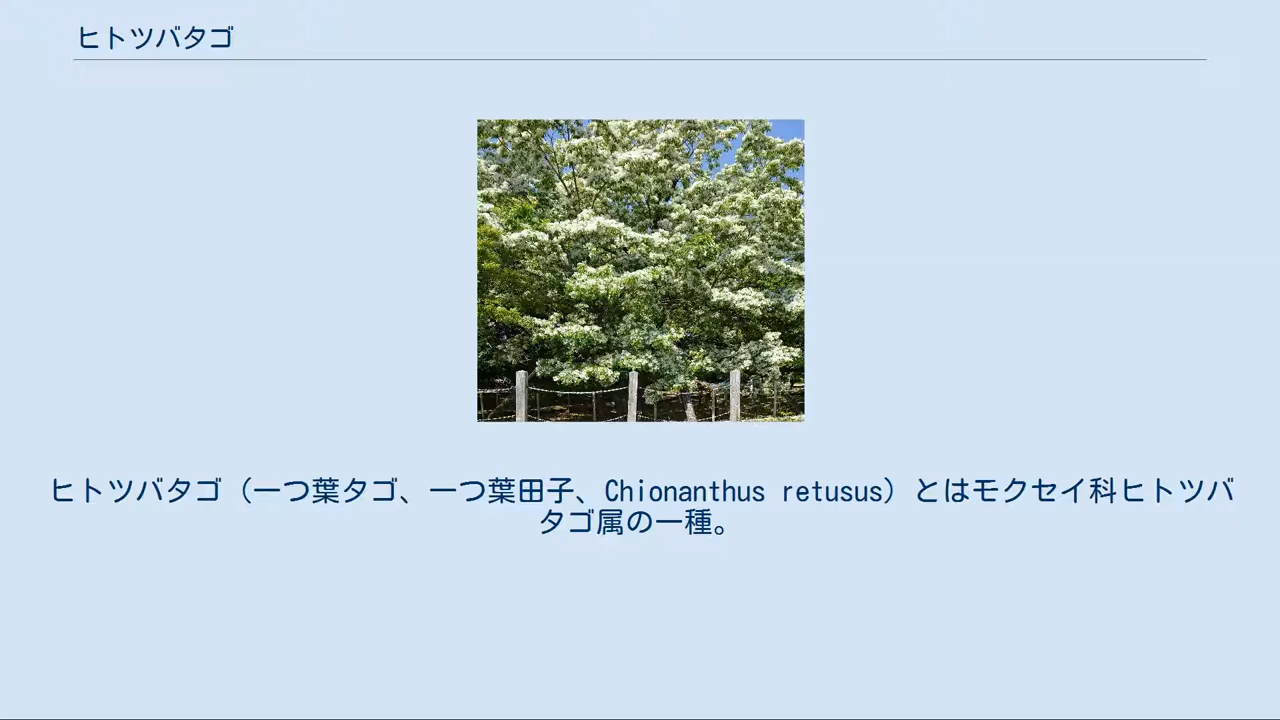 ヒトツバタゴ
ヒトツバタゴ（一つ葉タゴ、一つ葉田子、Chionanthus retusus）とはモクセイ科ヒトツバ
タゴ属の一種。